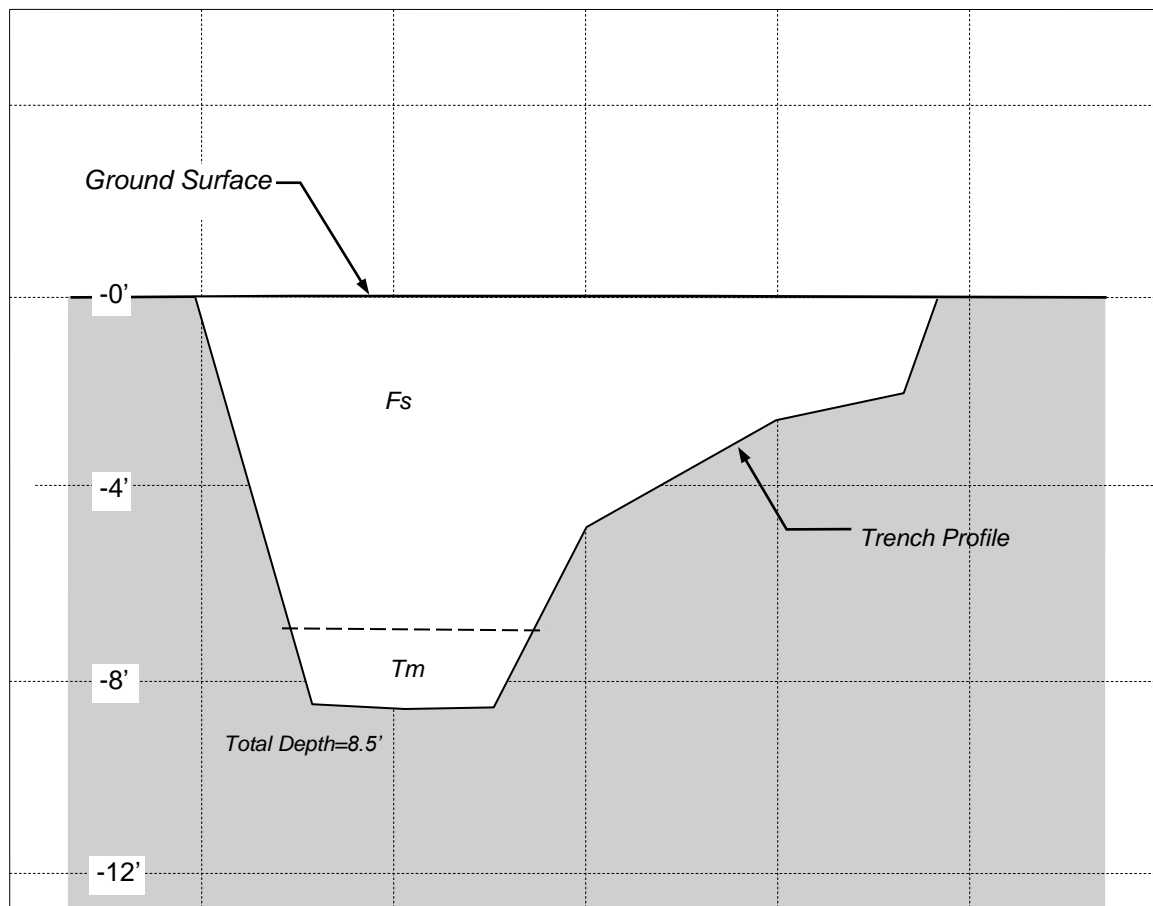 Ground Surface
-0’
Fs
-4’
Trench Profile
Tm
-8’
Total Depth=8.5’
-12’